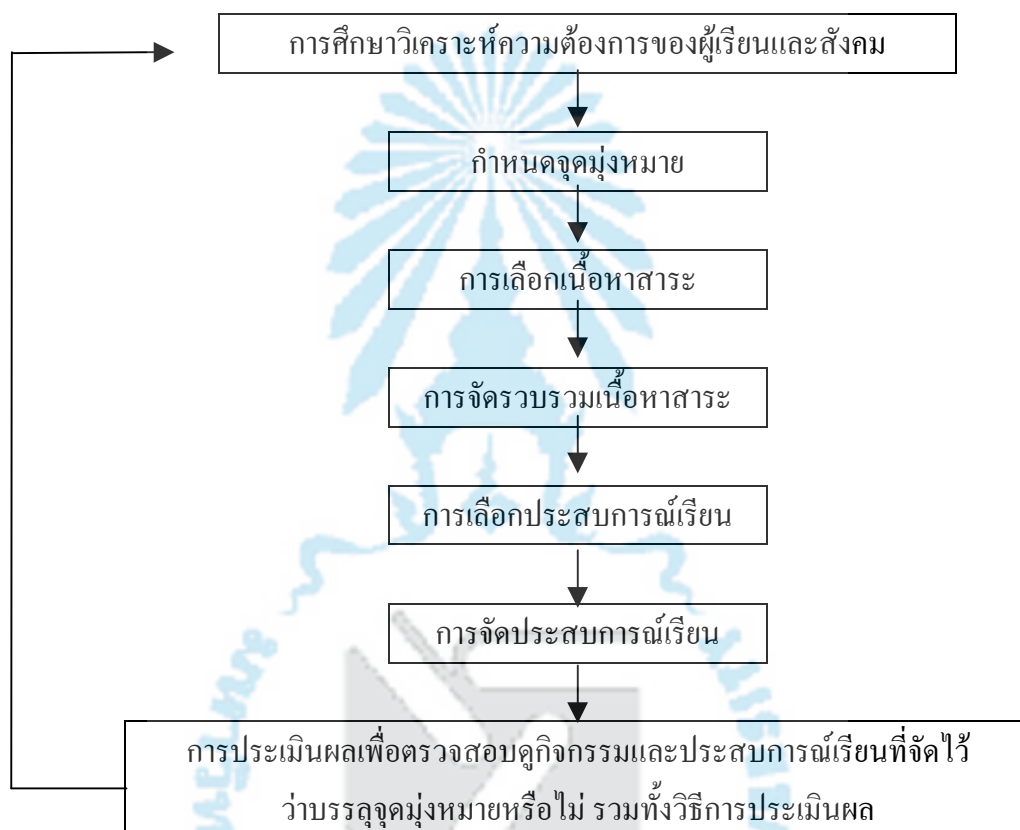 การศึกษาวิเคราะห์ความต้องการของผู้เรียนและสังคม
กำหนดจุดมุ่งหมาย
การเลือกเนื้อหาสาระ
การจัดรวบรวมเนื้อหาสาระ
การเลือกประสบการณ์เรียน
การจัดประสบการณ์เรียน
การประเมินผลเพื่อตรวจสอบดูกิจกรรมและประสบการณ์เรียนที่จัดไว้
ว่าบรรลุจุดมุ่งหมายหรือไม่ รวมทั้งวิธีการประเมินผล